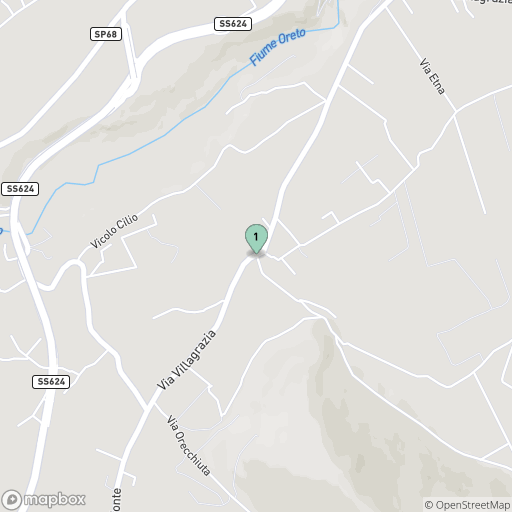 SP68
SS624
Fiume Oreto
Via Etna
SS624
Vicolo Cilio
1
Via Villagrazia
SS624
Via Orecchiuta
onte
mapbox
© OpenStreetMap